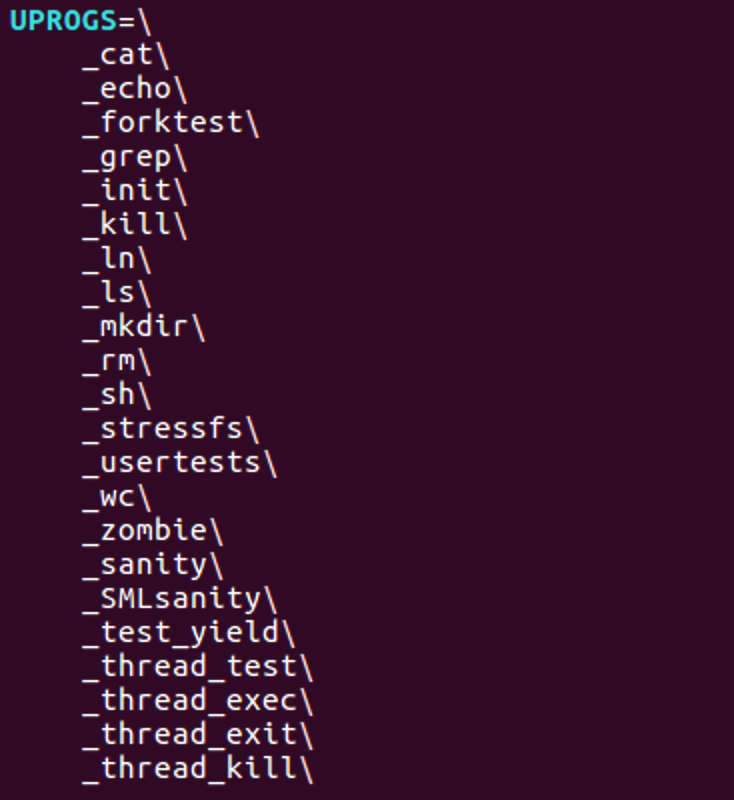 UPROGS=\
_cat\
_echo\
_forktest\
_grep\
_init\
_kill\
_ln\
_ls\
_mkdir\
_rm\
_sh\
_stressfs\
_usertests\
_wc\
_zombie\
_sanity\
_SMLsanity\
_test_yield\
_thread_test\
_thread_exec\
_thread_exit\
_thread_kill\